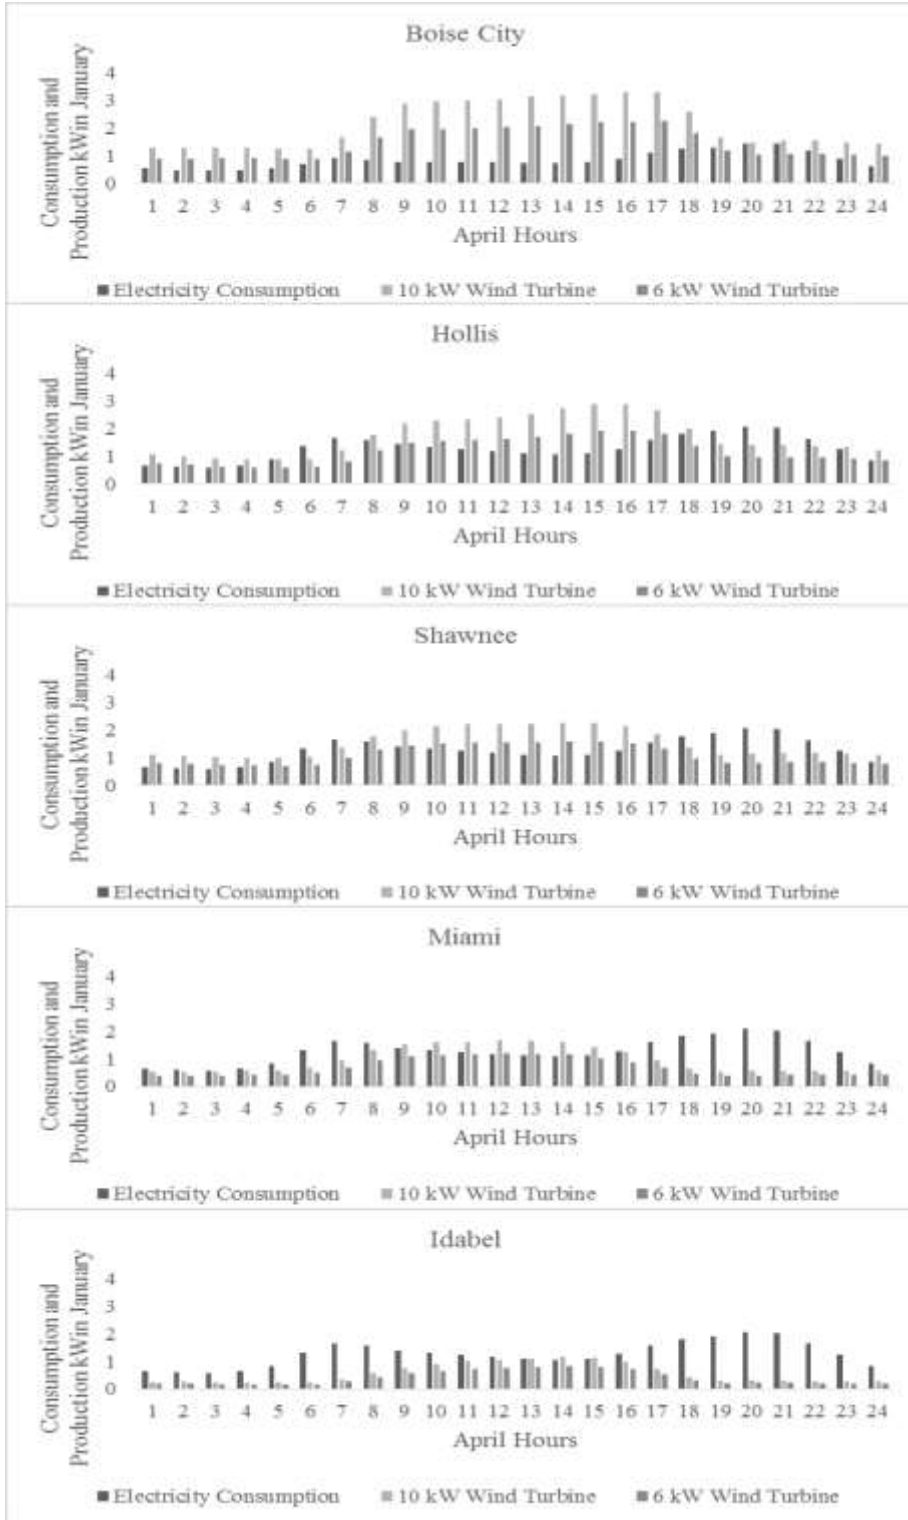 Boise City
Consumption and
Production kWin January
4
3
2
1
0
1 2 3 4 5 6 7 8 9 10 11 12 13 14 15 16 17 18 19 20 21 22 23 24
April Hours
Electricity Consumption 10 kW Wind Turbine 6 kW Wind Turbine
Hollis
Consumption and
Production kWin January
4
3
2
1
0
1 2 3 4 5 6 7 8 9 10 11 12 13 14 15 16 17 18 19 20 21 22 23 24
April Hours
Electricity Consumption 10 kW Wind Turbine 6 kW Wind Turbine
Shawnee
Consumption and
Production kWin January
4
3
2
1
0
1 2 3 4 5 6 7 8 9 10 11 12 13 14 15 16 17 18 19 20 21 22 23 24
April Hours
Electricity Consumption 10 kW Wind Turbine 6 kW Wind Turbine
Miami
Consumption and
Production kWin January
4
3
2
1
0
1 2 3 4 5 6 7 8 9 10 11 12 13 14 15 16 17 18 19 20 21 22 23 24
April Hours
Electricity Consumption 10 kW Wind Turbine 6 kW Wind Turbine
Idabel
Consumption and
Production kWin January
4
3
2
1
0
1 2 3 4 5 6 7 8 9 10 11 12 13 14 15 16 17 18 19 20 21 22 23 24
April Hours
Electricity Consumption 10 kW Wind Turbine 6 kW Wind Turbine